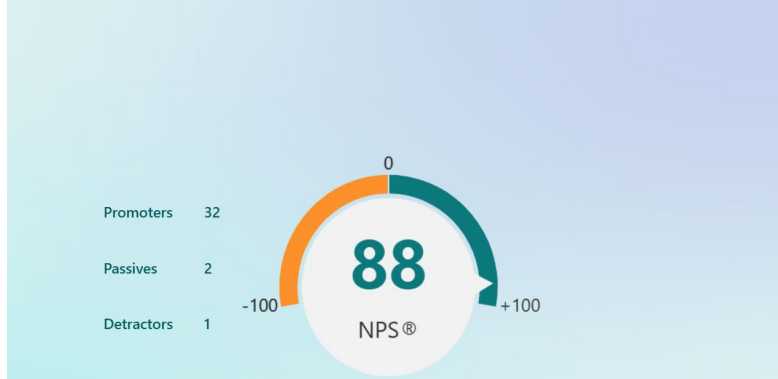 0
Promoters 32
88
Passives 2
-100
+100
Detractors 1
NPS®